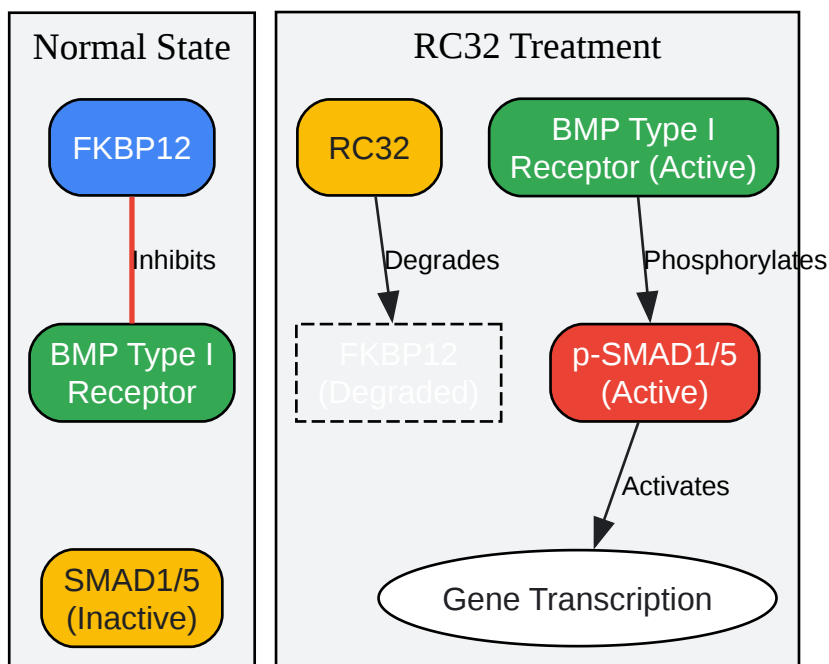 Normal State
FKBP12
Inhibits
BMP Type I
Receptor
SMAD1/5
(Inactive)
RC32 Treatment
RC32
BMP Type I
Receptor (Active)
Degrades
Phosphorylates
FKBP12
(Degraded)
p-SMAD1/5
(Active)
Activates
Gene Transcription